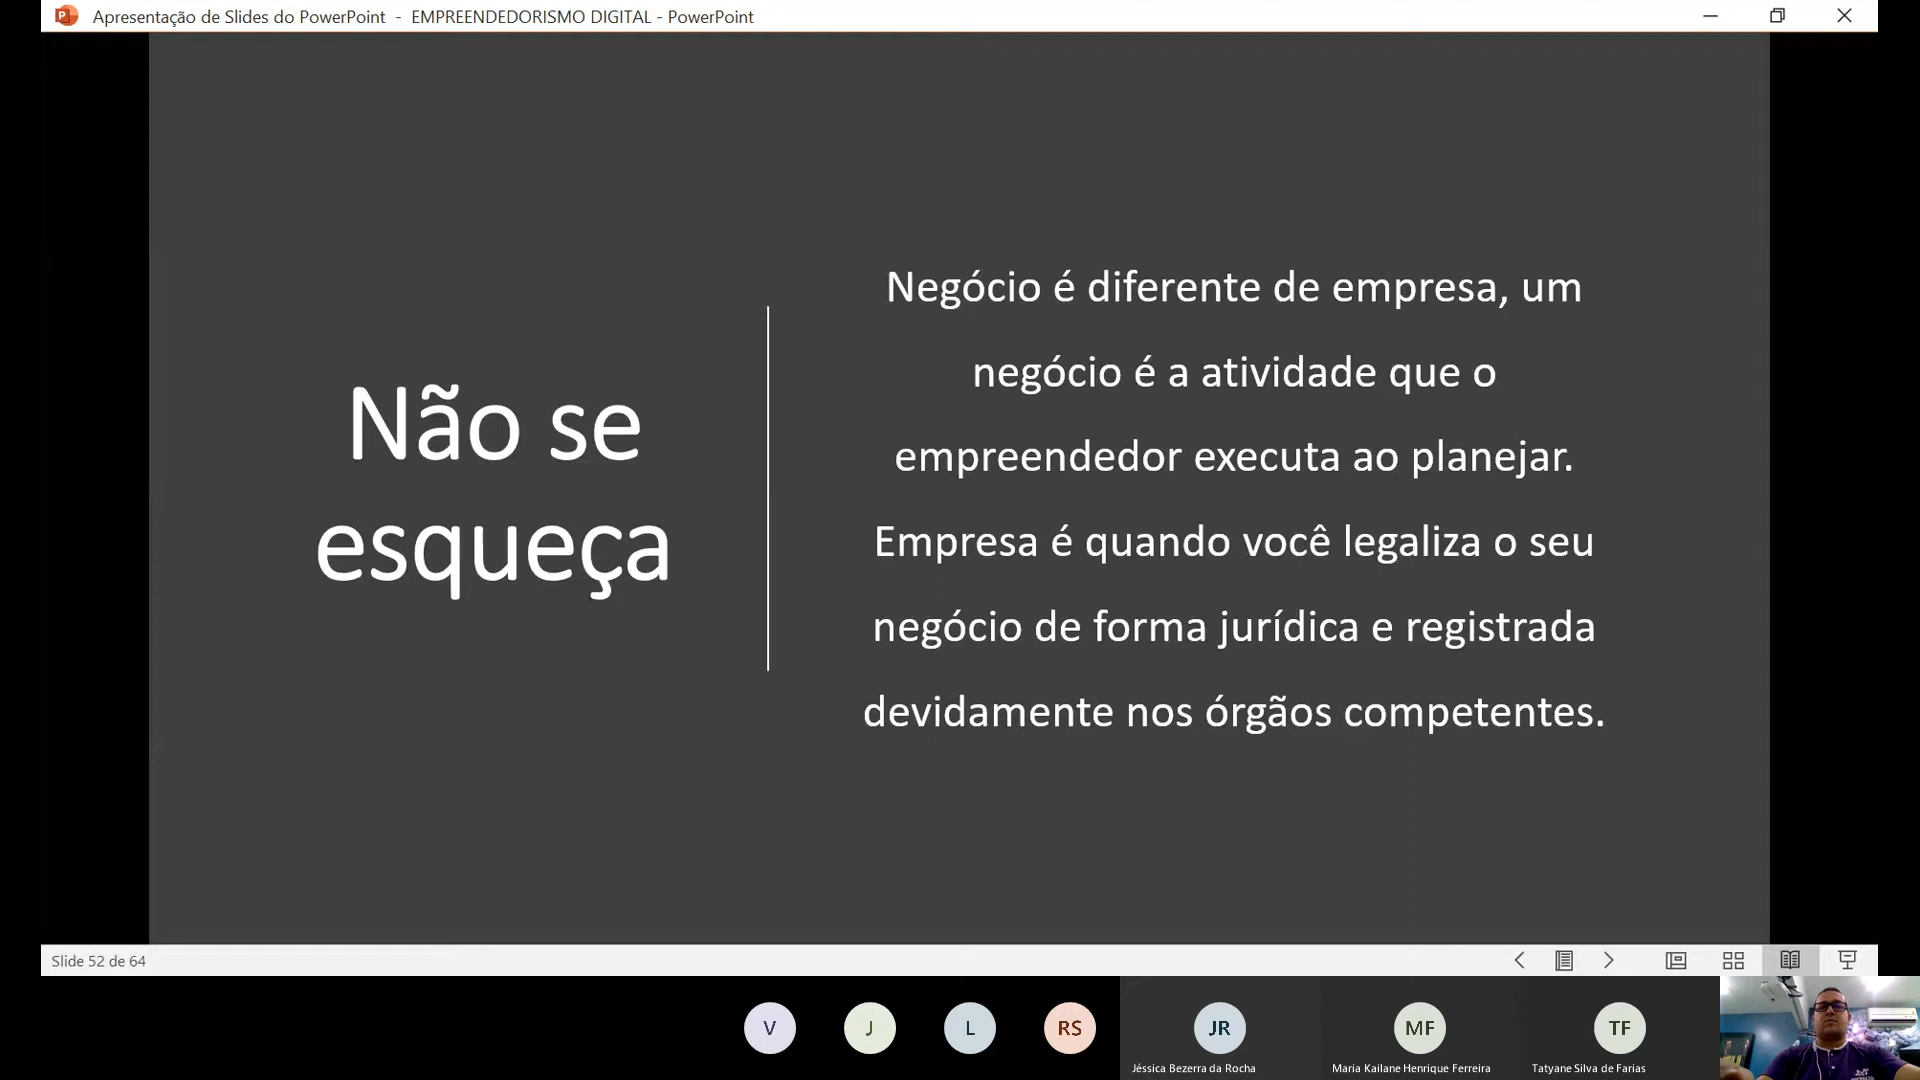 Apresentação de Slides do PowerPoint - EMPREENDEDORISMO DIGITAL - PowerPoint
Não se
esqueça
Negócio é diferente de empresa, um
negócio é a atividade que o
empreendedor executa ao planejar.
Empresa é quando você legaliza o seu
negócio de forma jurídica e registrada
devidamente nos órgãos competentes.
Slide 52 de 64
V
J
L
RS
JR
MF
TF
Jéssica Bezerra da Rocha
Maria Kailane Henrique Ferreira
Tatyane Silva de Farias